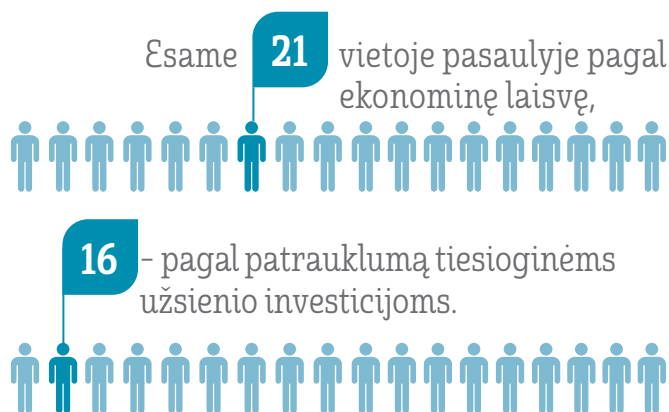 Esame 21 vietoje pasaulyje pagal
ekonominę laisvę,
16 – pagal patrauklumą tiesioginėms
užsienio investicijoms.